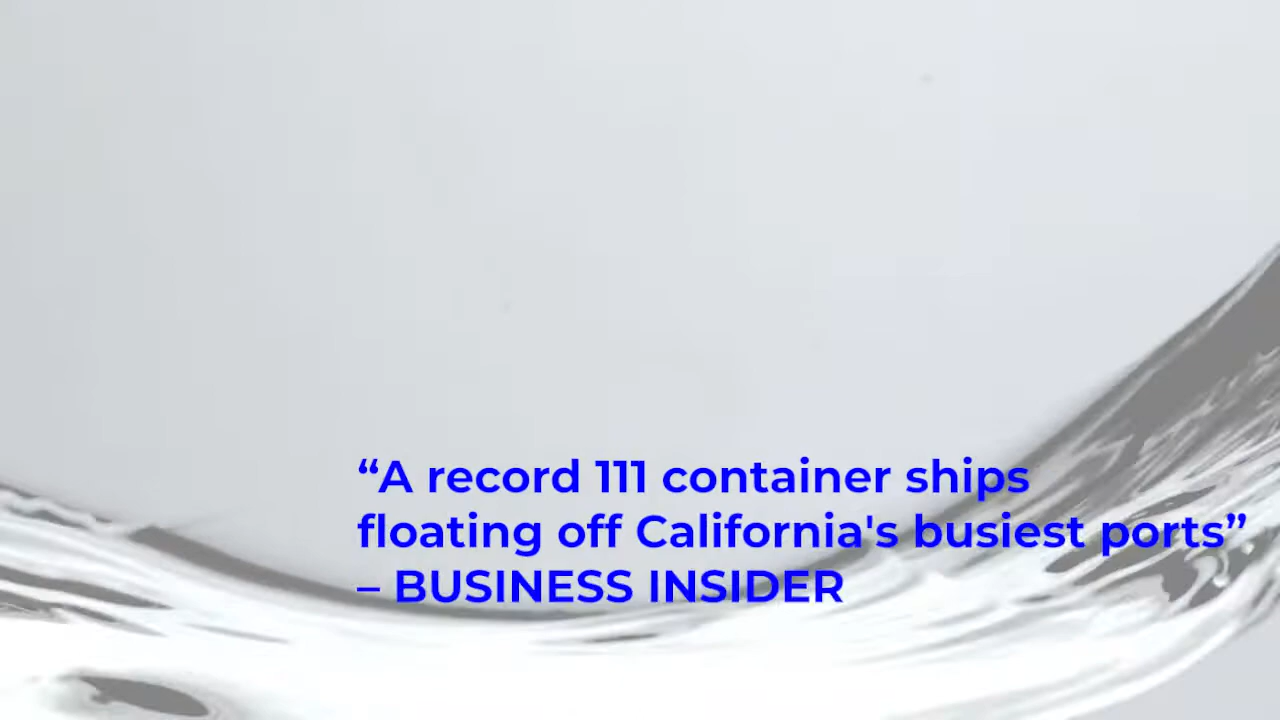 “A record 111 container ships
floating off California's busiest ports”
– BUSINESS INSIDER